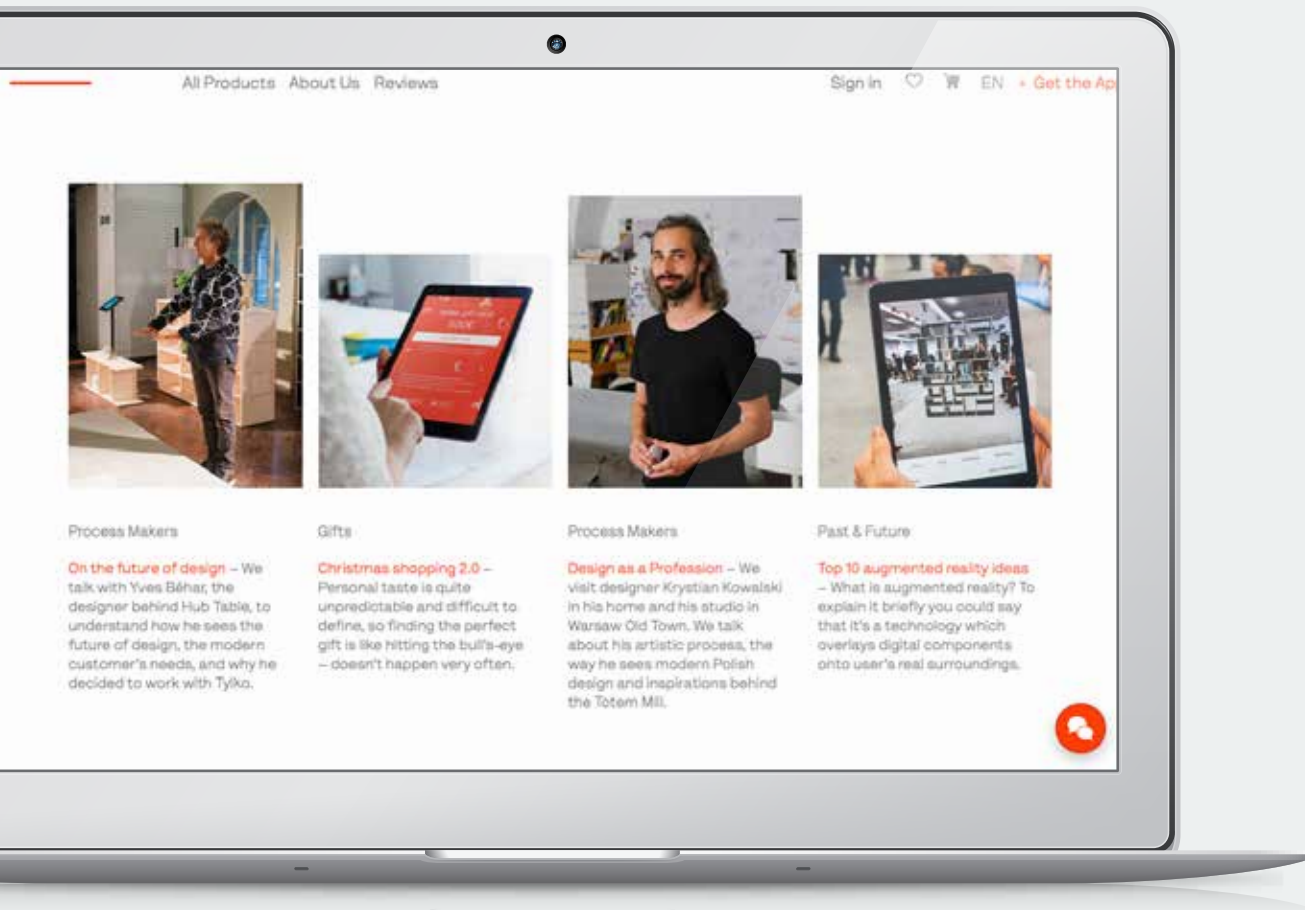 All Products About Us Reviews
Sign in EN + Get the Ap
Process Makers
On the future of design – We
talk with Yves Béhar, the
designer behind Hub Table, to
understand how he sees the
future of design, the modern
customer's needs, and why he
decided to work with Tylko.
Gifts
Christmas shopping 2.0 –
Personal taste is quite
unpredictable and difficult to
define, so finding the perfect
gift is like hitting the bull's-eye
– doesn't happen very often.
Process Makers
Design as a Profession – We
visit designer Krystian Kowalski
in his home and his studio in
Warsaw Old Town. We talk
about his artistic process, the
way he sees modern Polish
design and inspirations behind
the Totem Mill.
Past & Future
Top 10 augmented reality ideas
– What is augmented reality? To
explain it briefly you could say
that it's a technology which
overlays digital components
onto user's real surroundings.